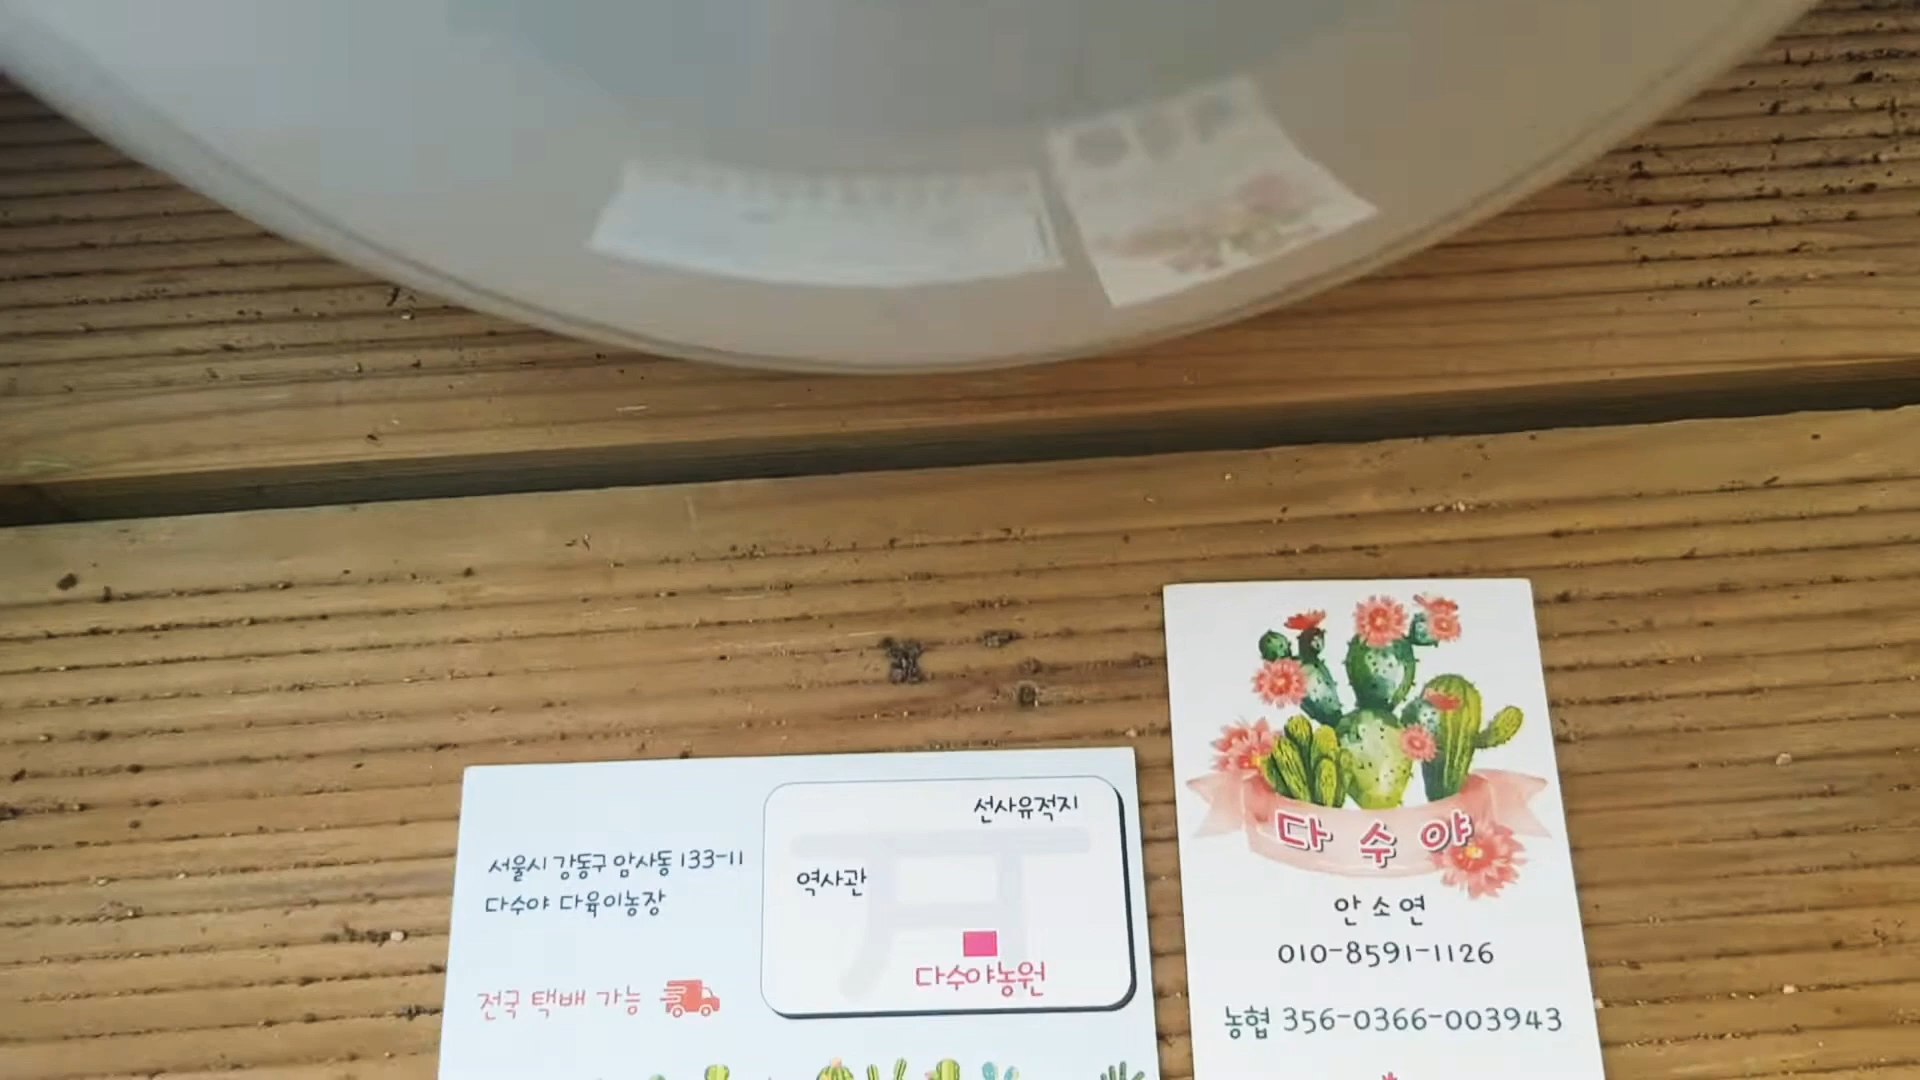 서울시 강동구 암사동 133-11
다수야 다육이농장
전국 택배 가능
선사유적지
역사관
다수야농원
다수야
안소연
010-8591-1126
농협 356-0366-003943